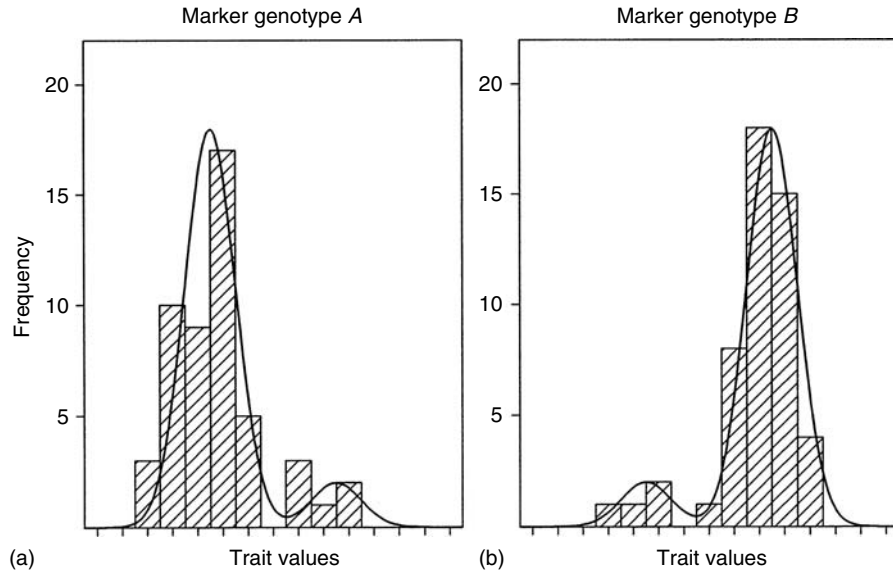 Marker genotype A
20
15
10
5
Frequency
(a)
Trait values
Marker genotype B
20
15
10
5
(b)
Trait values